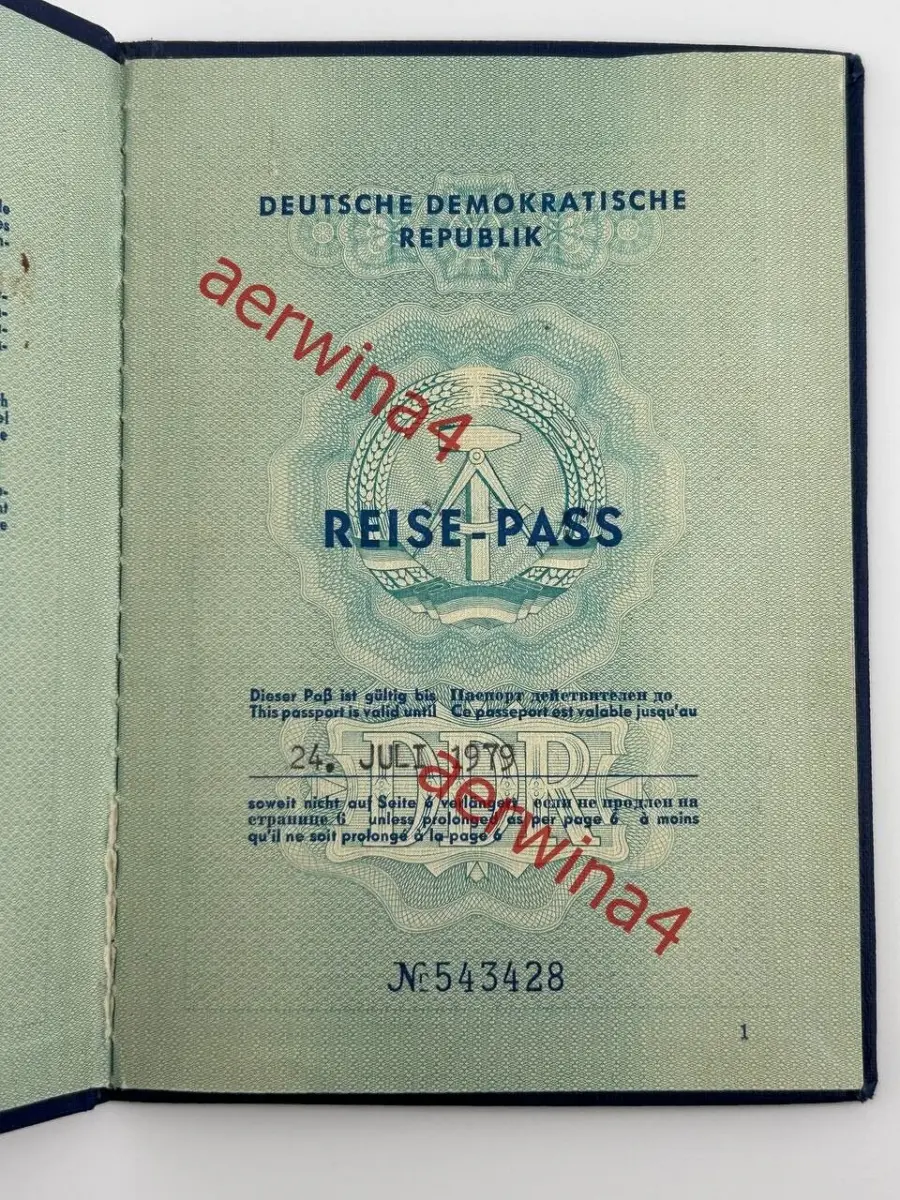 DEUTSCHE DEMOKRATISCHE
REPUBLIK
aerwina4
REISE-PASS
Dieser Paß ist gültig bis Паспорт действителен до
This passport is valid until Ce passeport est valable jusqu'au
24. JULI 1979
DDR
aerwina4
soweit nicht auf Seite 6 verlängert если не продлен на
странице 6 unless prolonged as per page 6 à moins
qu'il ne soit prolongé à la page 6
№ 543428
1